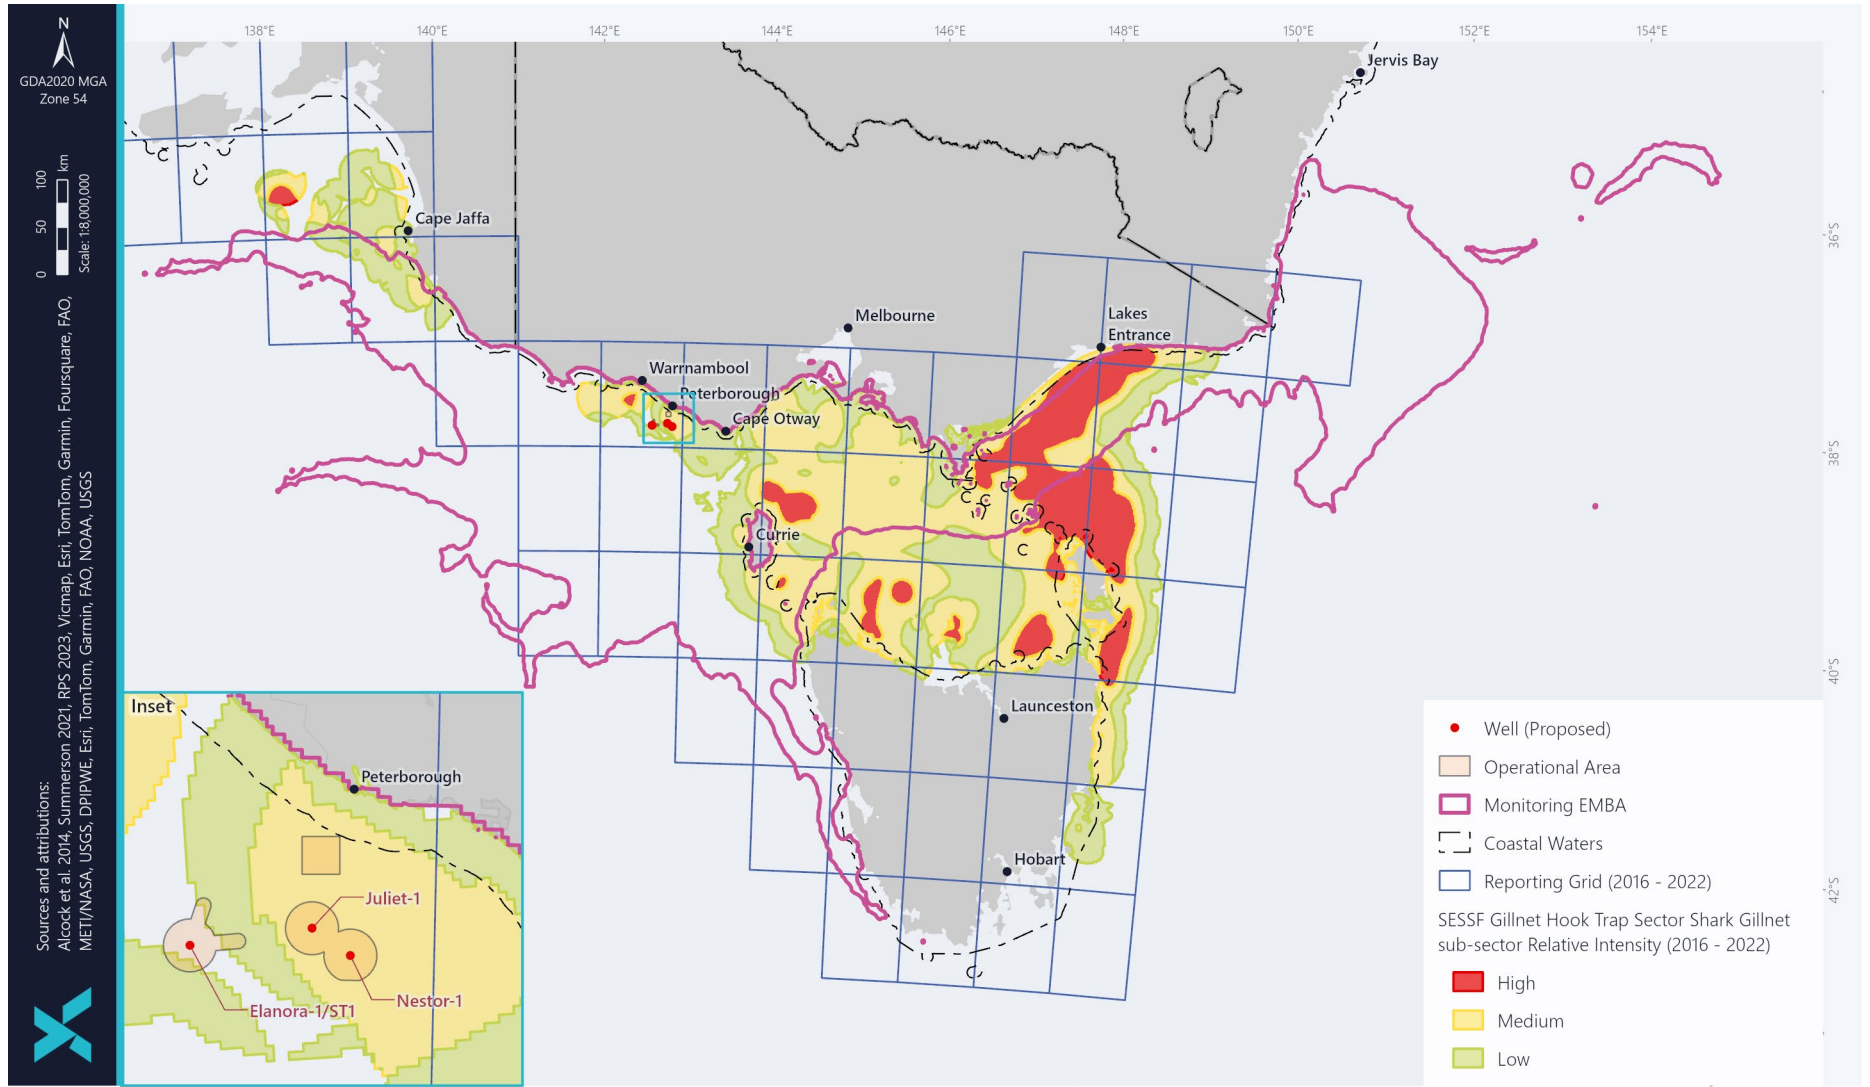 138°E
140°E
142°E
144°E
146°E
148°E
150°E
152°E
154°E
N
GDA2020 MGA
Zone 54
0 50 100 km
Scale: 1:8,000,000
Sources and attributions:
Alcock et al. 2014, Summerson 2021, RPS 2023, Vicmap, Esri, TomTom, Garmin, Foursquare, FAO,
METI/NASA, USGS, DPIPWE, Esri, TomTom, Garmin, FAO, NOAA, USGS
Jervis Bay
Cape Jaffa
36°S
Melbourne
Lakes
Entrance
Warrnambool
Peterborough
Cape Otway
38°S
Currie
40°S
Launceston
Hobart
42°S
Inset
Peterborough
Juliet-1
Nestor-1
Elanora-1/ST1
Well (Proposed)
Operational Area
Monitoring EMBA
Coastal Waters
Reporting Grid (2016 - 2022)
SESSF Gillnet Hook Trap Sector Shark Gillnet
sub-sector Relative Intensity (2016 - 2022)
High
Medium
Low